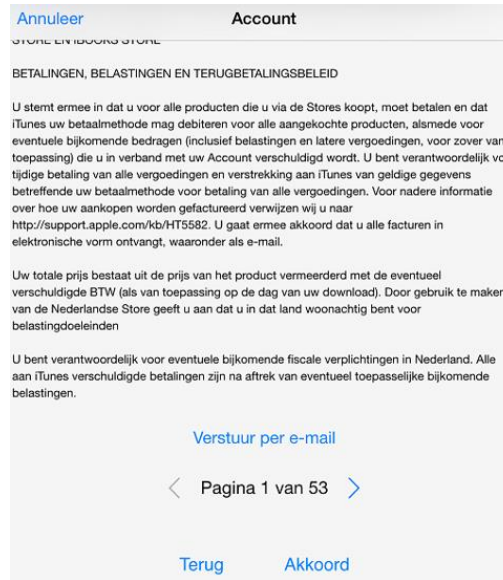 Annuleer
Account
STORE EN IBOOKS STORE
BETALINGEN, BELASTINGEN EN TERUGBETALINGSBELEID
U stemt ermee in dat u voor alle producten die u via de Stores koopt, moet betalen en dat
iTunes uw betaalmethode mag debiteren voor alle aangekochte producten, alsmede voor
eventuele bijkomende bedragen (inclusief belastingen en latere vergoedingen, voor zover van
toepassing) die u in verband met uw Account verschuldigd wordt. U bent verantwoordelijk vo
tijdige betaling van alle vergoedingen en verstrekking aan iTunes van geldige gegevens
betreffende uw betaalmethode voor betaling van alle vergoedingen. Voor nadere informatie
over hoe uw aankopen worden gefactureerd verwijzen wij u naar
http://support.apple.com/kb/HT5582. U gaat ermee akkoord dat u alle facturen in
elektronische vorm ontvangt, waaronder als e-mail.
Uw totale prijs bestaat uit de prijs van het product vermeerderd met de eventueel
verschuldigde BTW (als van toepassing op de dag van uw download). Door gebruik te maken
van de Nederlandse Store geeft u aan dat u in dat land woonachtig bent voor
belastingdoeleinden
U bent verantwoordelijk voor eventuele bijkomende fiscale verplichtingen in Nederland. Alle
aan iTunes verschuldigde betalingen zijn na aftrek van eventueel toepasselijke bijkomende
belastingen.
Verstuur per e-mail
Pagina 1 van 53
Terug
Akkoord